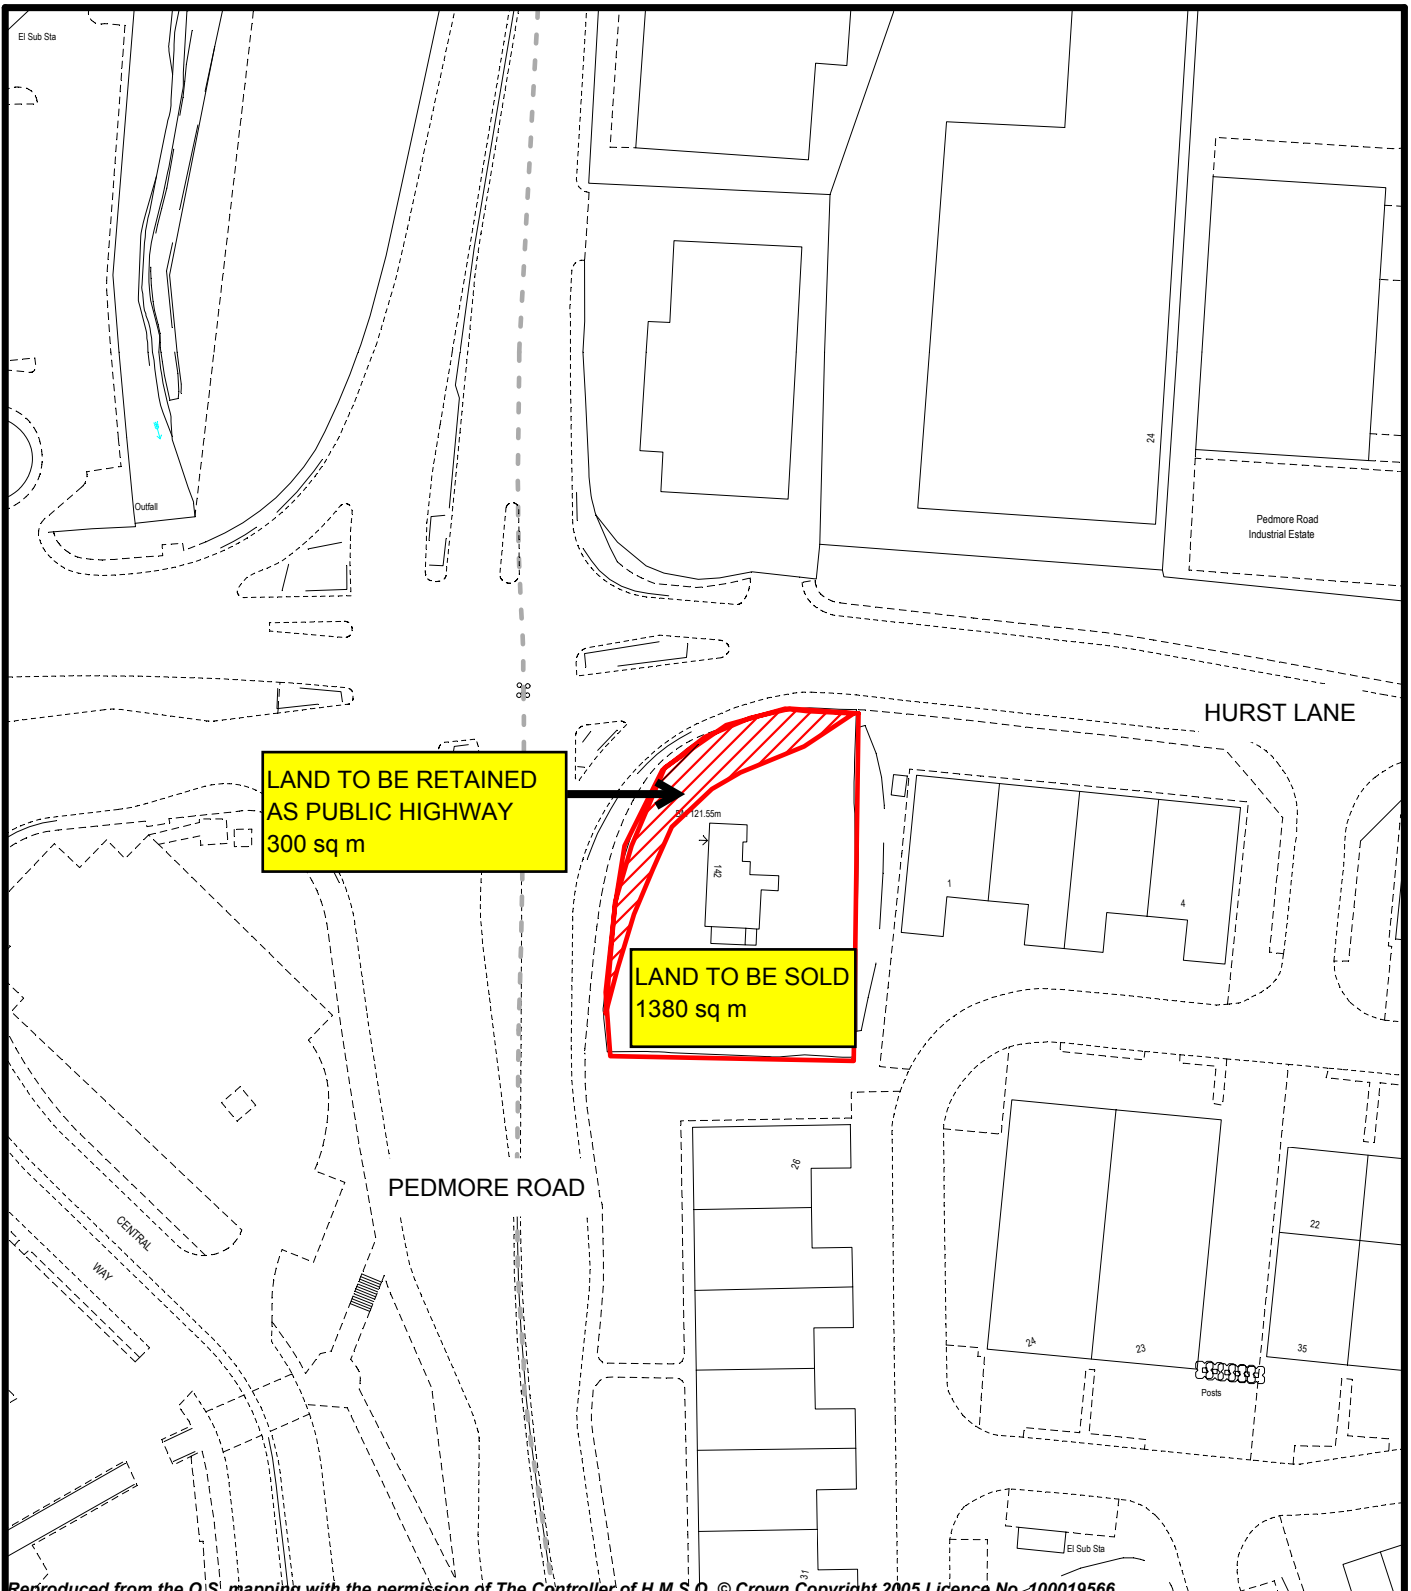 El Sub Sta
24
Outfall
Pedmore Road
Industrial Estate
HURST LANE
LAND TO BE RETAINED
AS PUBLIC HIGHWAY
300 sq m
121.55m
142
1
4
LAND TO BE SOLD
1380 sq m
26
PEDMORE ROAD
CENTRAL
WAY
22
24
23
35
Posts
El Sub Sta
31
Reproduced from the O.S. mapping with the permission of The Controller of H.M.S.O. © Crown Copyright 2005 Licence No. 100019566